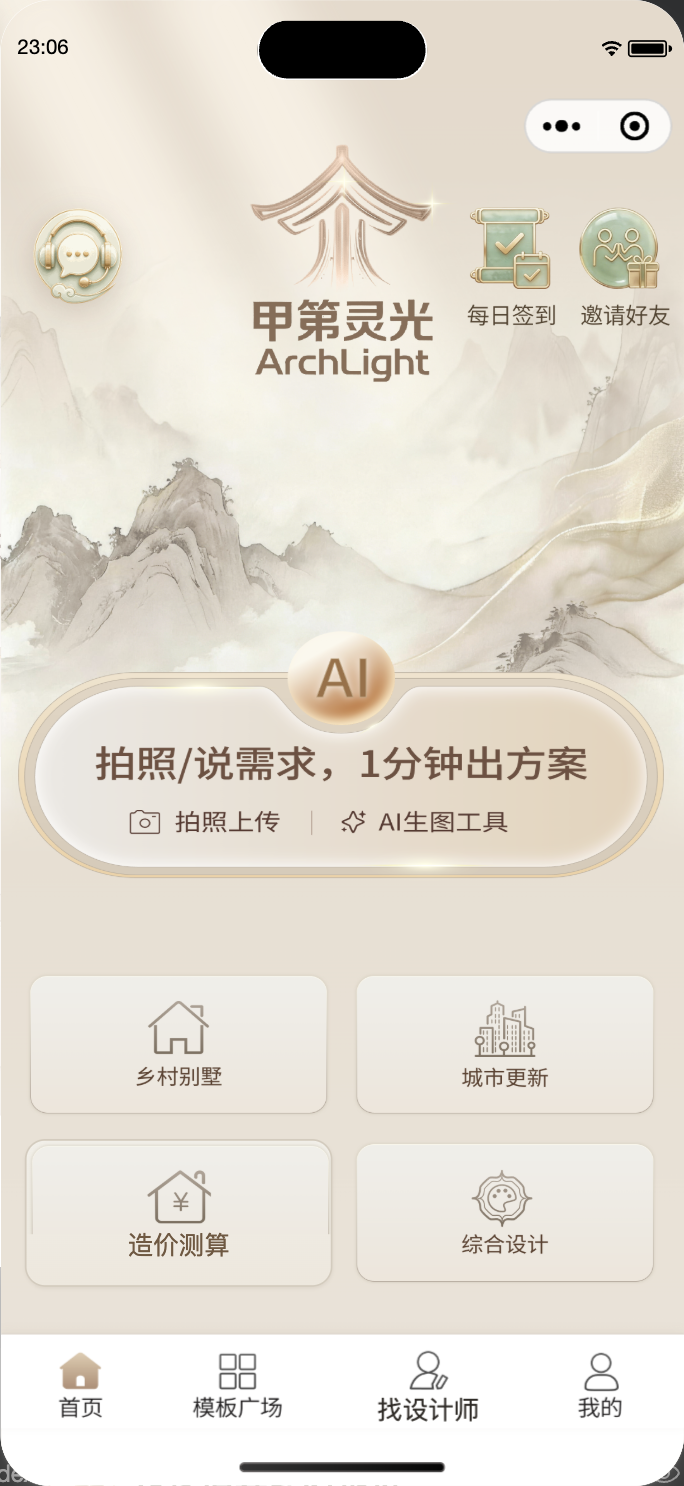 23:06
甲第灵光
ArchLight
每日签到
邀请好友
AI
拍照/说需求，1分钟出方案
拍照上传
AI生图工具
乡村别墅
城市更新
¥
造价测算
综合设计
首页
模板广场
找设计师
我的